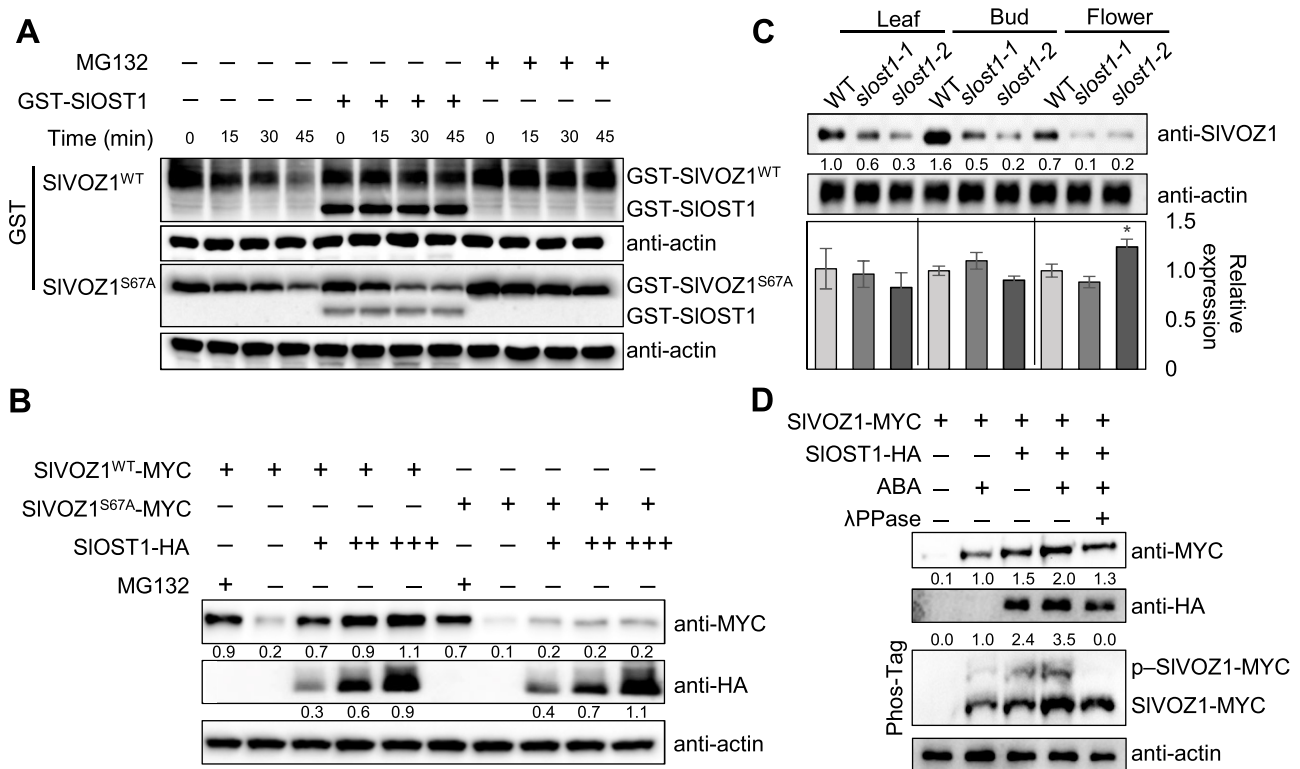 A
MG132 – – – – – – – – + + + +
GST-SlOST1 – – – – + + + + – – – –
Time (min) 0 15 30 45 0 15 30 45 0 15 30 45
GST
SlVOZ1WT
GST-SlVOZ1WT
GST-SlOST1
anti-actin
SlVOZ1S67A
GST-SlVOZ1S67A
GST-SlOST1
anti-actin
B
SlVOZ1WT-MYC + + + + + – – – – –
SlVOZ1S67A-MYC – – – – – + + + + +
SlOST1-HA – – + ++ +++ – – + ++ +++
MG132 + – – – – + – – – –
anti-MYC
0.9 0.2 0.7 0.9 1.1 0.7 0.1 0.2 0.2 0.2
anti-HA
0.3 0.6 0.9 0.4 0.7 1.1
anti-actin
C
Leaf Bud Flower
WT slost1-1 slost1-2 WT slost1-1 slost1-2 WT slost1-1 slost1-2
anti-SlVOZ1
1.0 0.6 0.3 1.6 0.5 0.2 0.7 0.1 0.2
anti-actin
1.5
*
1.0
0.5
0
Relative
expression
D
SlVOZ1-MYC + + + + +
SlOST1-HA – – + + +
ABA – + – + +
λPPase – – – – +
anti-MYC
0.1 1.0 1.5 2.0 1.3
anti-HA
0.0 1.0 2.4 3.5 0.0
Phos-Tag
p–SlVOZ1-MYC
SlVOZ1-MYC
anti-actin